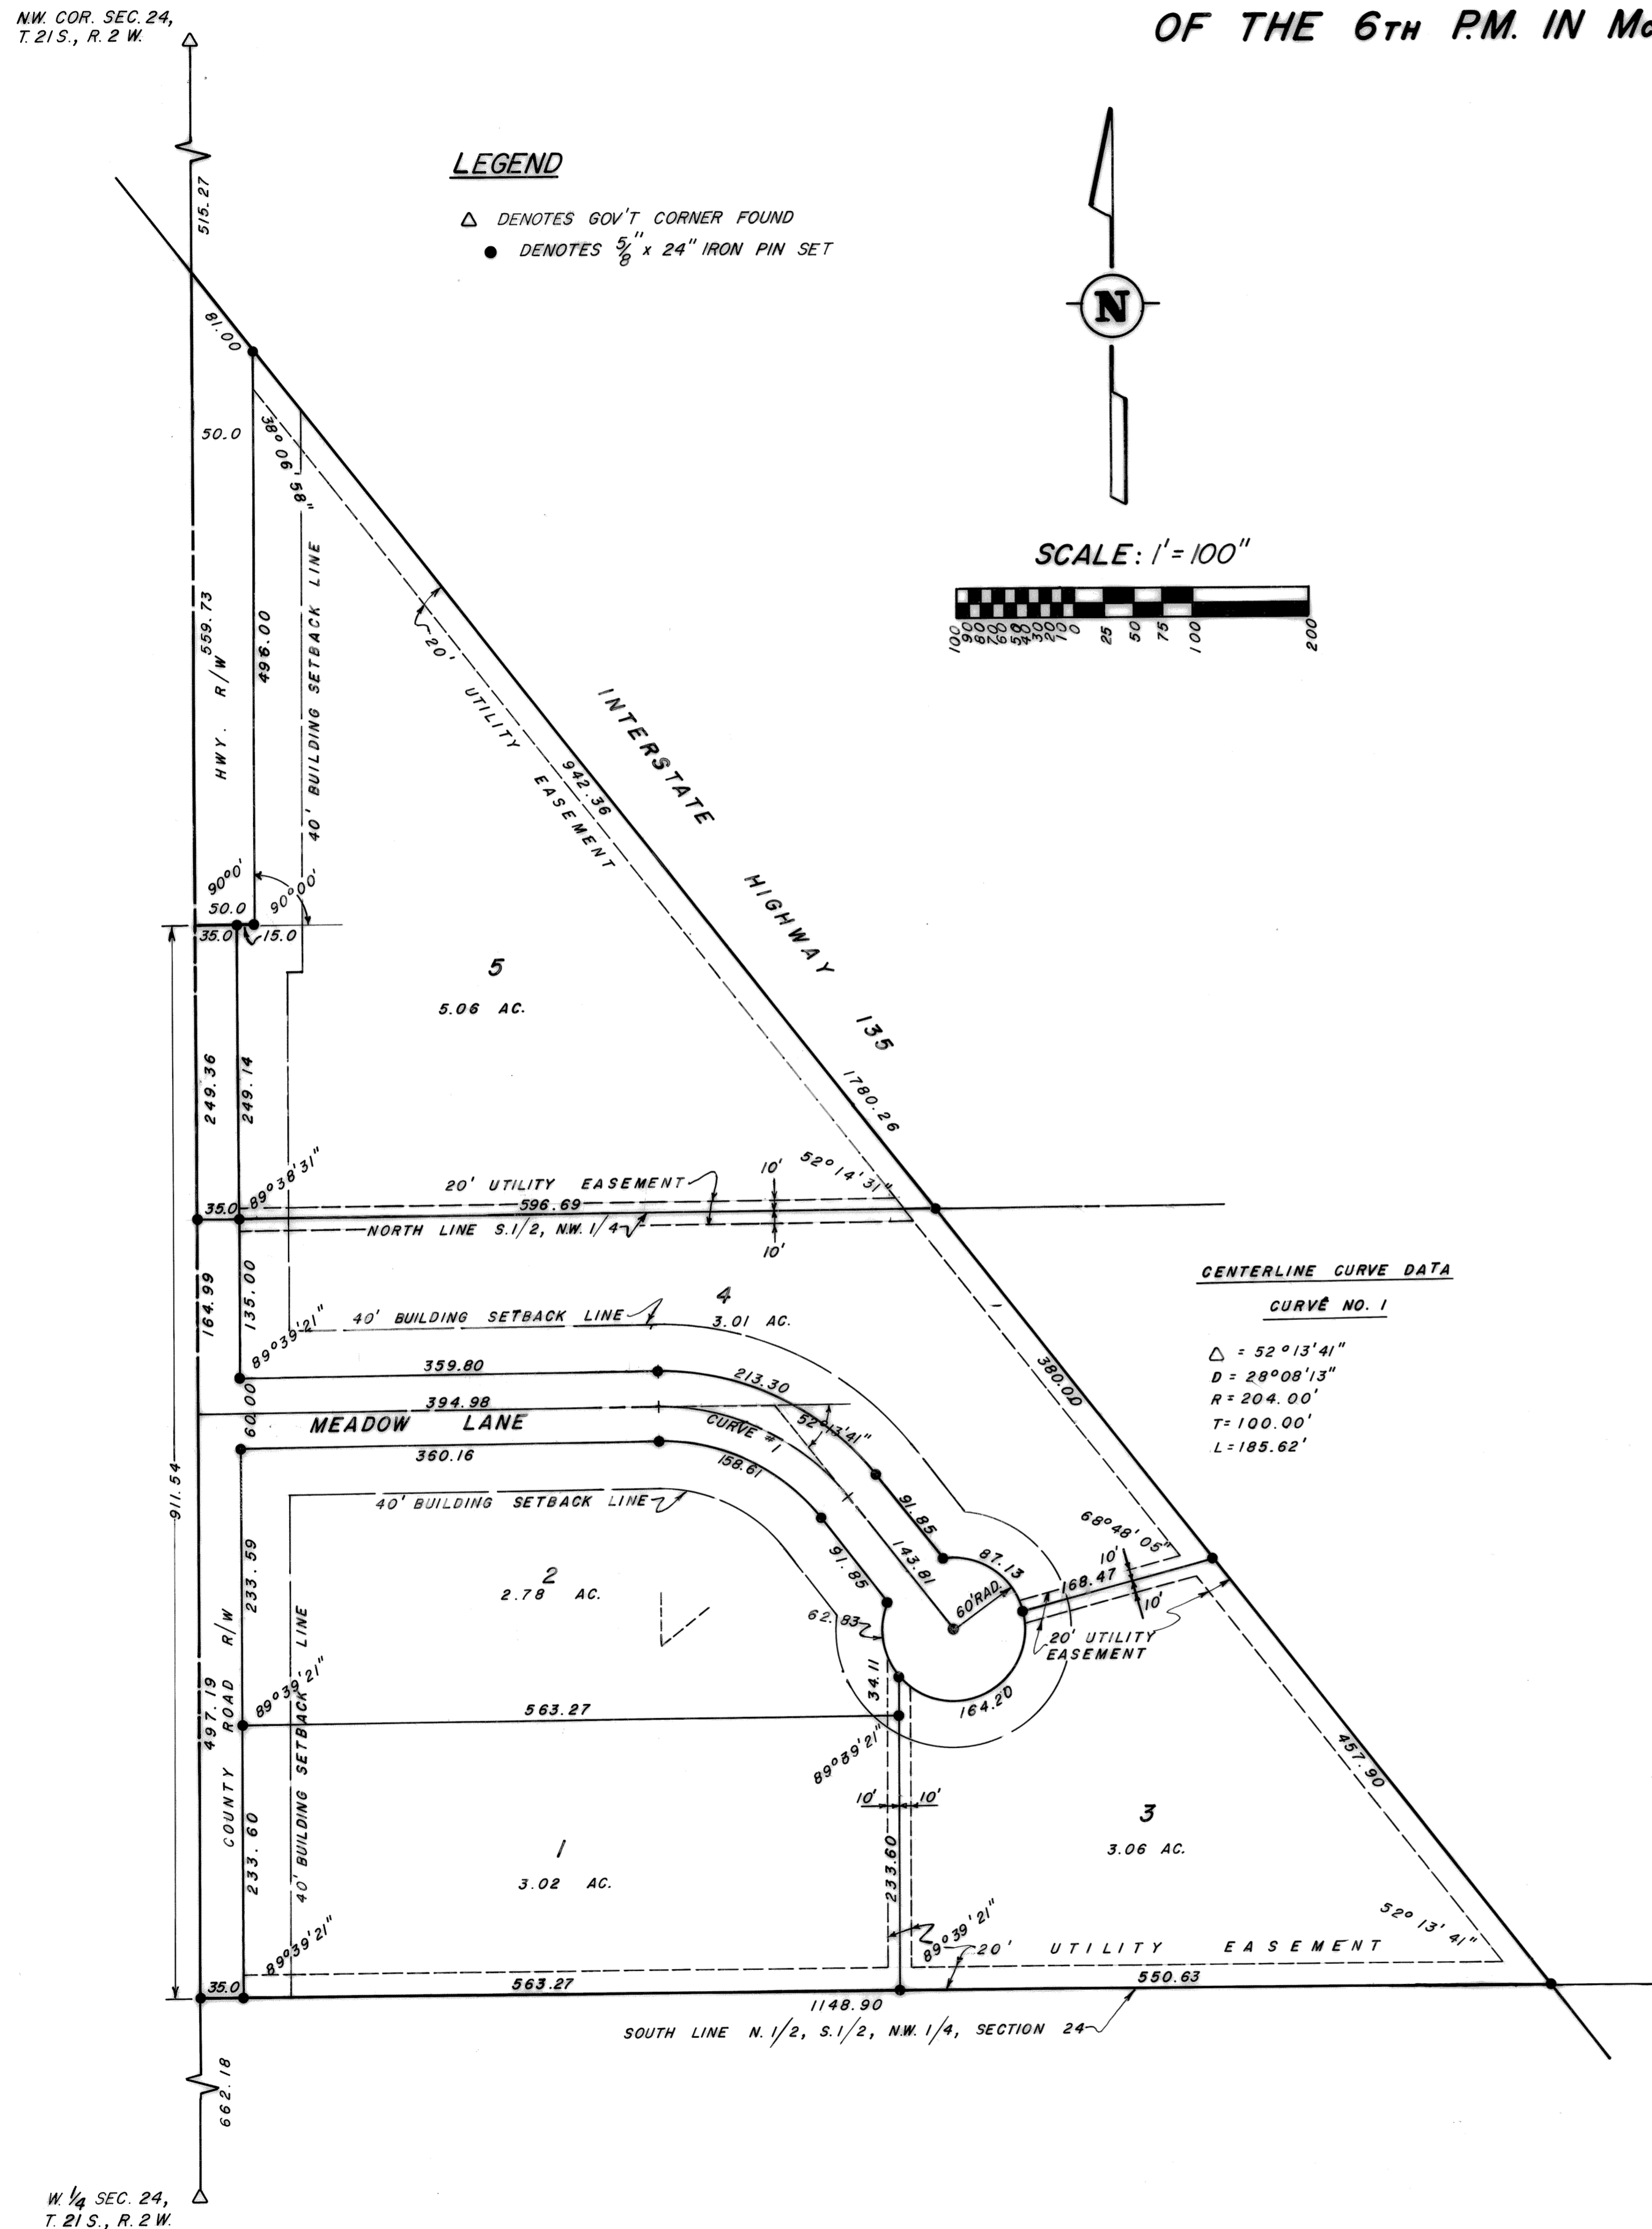 N.W. COR. SEC. 24,
T. 21 S., R. 2 W.
OF THE 6TH P.M. IN Mc
LEGEND
△ DENOTES GOV'T CORNER FOUND
● DENOTES 5/8" x 24" IRON PIN SET
N
SCALE: 1' = 100"
100 90 80 70 60 50 40 30 20 10 0 25 50 75 100 200
515.27
81.00
50.0
38° 06' 58"
HWY. R/W
559.73
496.00
40' BUILDING SETBACK LINE
20' UTILITY EASEMENT
942.36
INTERSTATE HIGHWAY 135
1780.26
90°00'
90°00'
50.0
35.0
15.0
5
5.06 AC.
911.54
249.36
249.14
89°38'31"
35.0
20' UTILITY EASEMENT
596.69
NORTH LINE S.1/2, N.W. 1/4
10'
10'
52° 14' 31"
164.99
135.00
89°39'21"
4
3.01 AC.
40' BUILDING SETBACK LINE
359.80
213.30
380.00
394.98
60.00
MEADOW LANE
CURVE #1
52°13'41"
360.16
158.61
40' BUILDING SETBACK LINE
91.85
91.85
143.81
87.13
60' RAD.
62.83
164.20
34.11
68°48'05"
10'
168.47
10'
20' UTILITY
EASEMENT
CENTERLINE CURVE DATA
CURVE NO. 1
△ = 52°13'41"
D = 28°08'13"
R = 204.00'
T = 100.00'
L = 185.62'
2
2.78 AC.
233.59
COUNTY ROAD R/W
497.19
89°39'21"
40' BUILDING SETBACK LINE
563.27
89°39'21"
10'
10'
457.90
3
3.06 AC.
1
3.02 AC.
233.60
233.60
89°39'21"
89°39'21"
52° 13' 41"
20' UTILITY EASEMENT
35.0
563.27
550.63
1148.90
SOUTH LINE N. 1/2, S.1/2, N.W. 1/4, SECTION 24
662.18
W. 1/4 SEC. 24,
T. 21 S., R. 2 W.